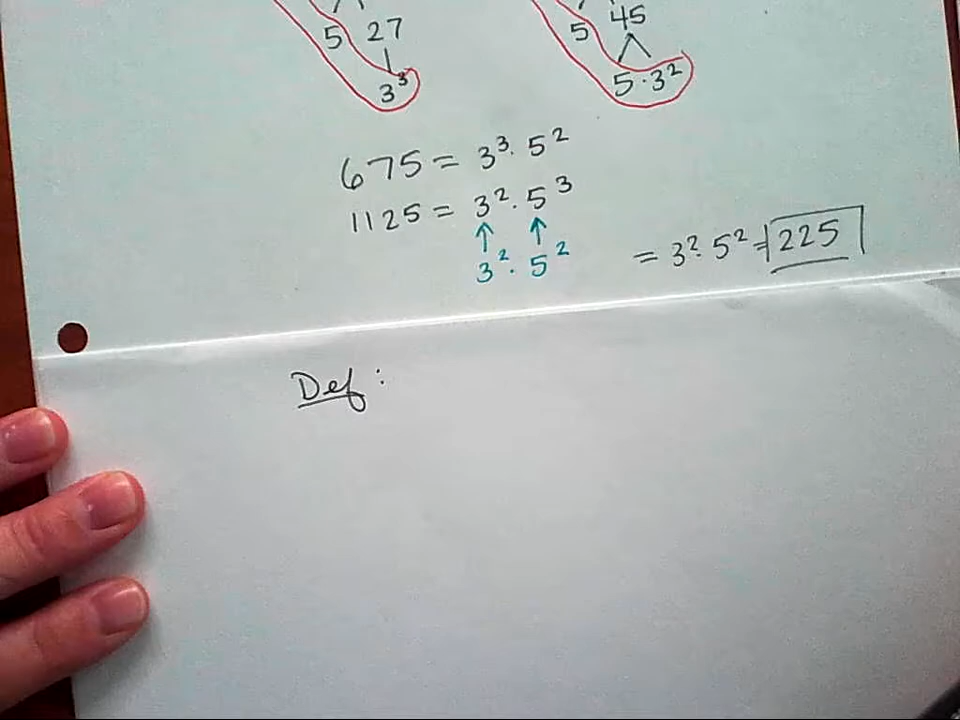 5 27
5 45
3³
5 · 3²
675 = 3³ · 5²
1125 = 3² · 5³
3² · 5²
= 3² · 5² = 225
Def :